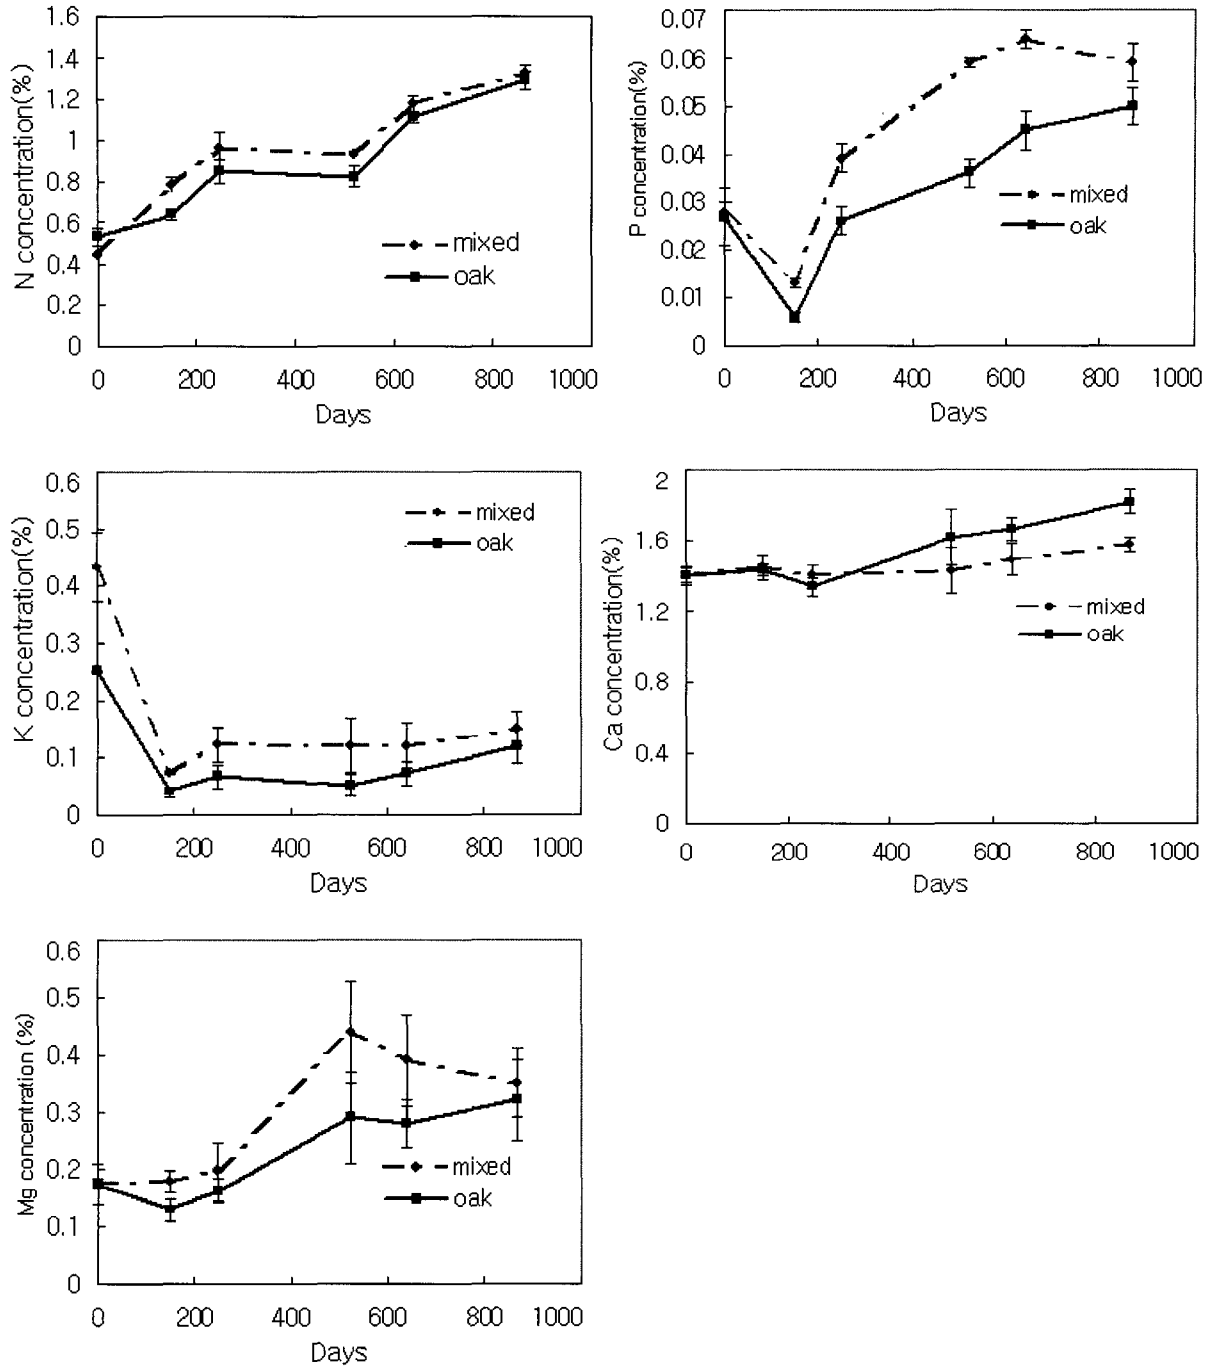 N concentration(%)
1.6
1.4
1.2
1
0.8
0.6
0.4
0.2
0
mixed
oak
0 200 400 600 800 1000
Days
P concentration(%)
0.07
0.06
0.05
0.04
0.03
0.02
0.01
0
mixed
oak
0 200 400 600 800 1000
Days
K concentration(%)
0.6
0.5
0.4
0.3
0.2
0.1
0
mixed
oak
0 200 400 600 800 1000
Days
Ca concentration(%)
2
1.6
1.2
0.8
0.4
0
mixed
oak
0 200 400 600 800 1000
Days
Mg concentration (%)
0.6
0.5
0.4
0.3
0.2
0.1
0
mixed
oak
0 200 400 600 800 1000
Days